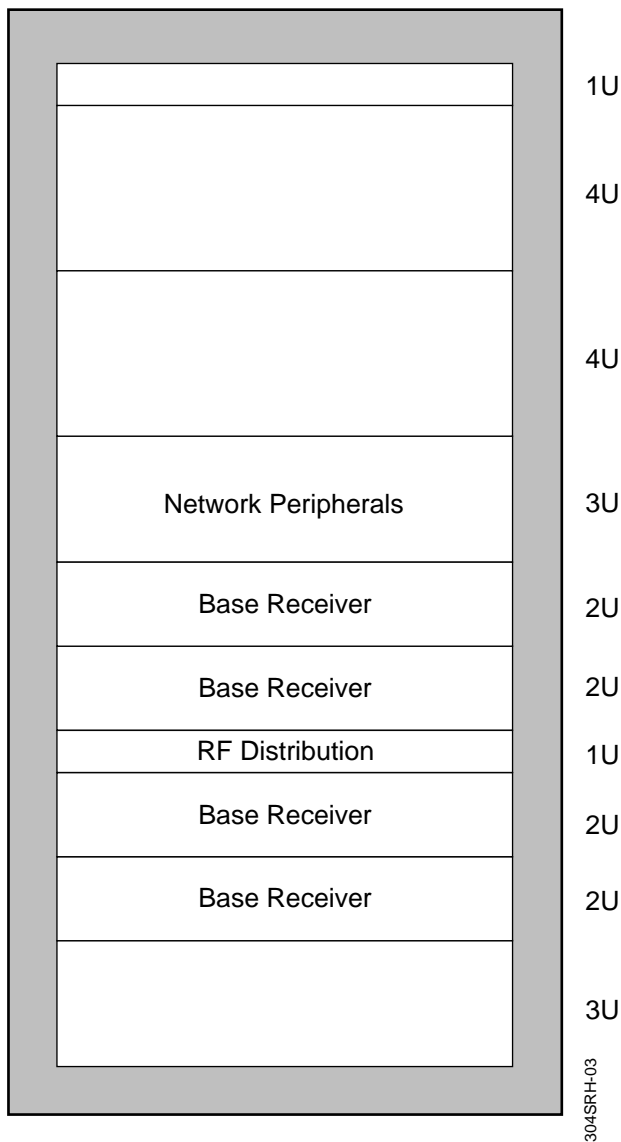 1U
4U
4U
Network Peripherals 3U
Base Receiver 2U
Base Receiver 2U
RF Distribution 1U
Base Receiver 2U
Base Receiver 2U
3U
304SRH-03